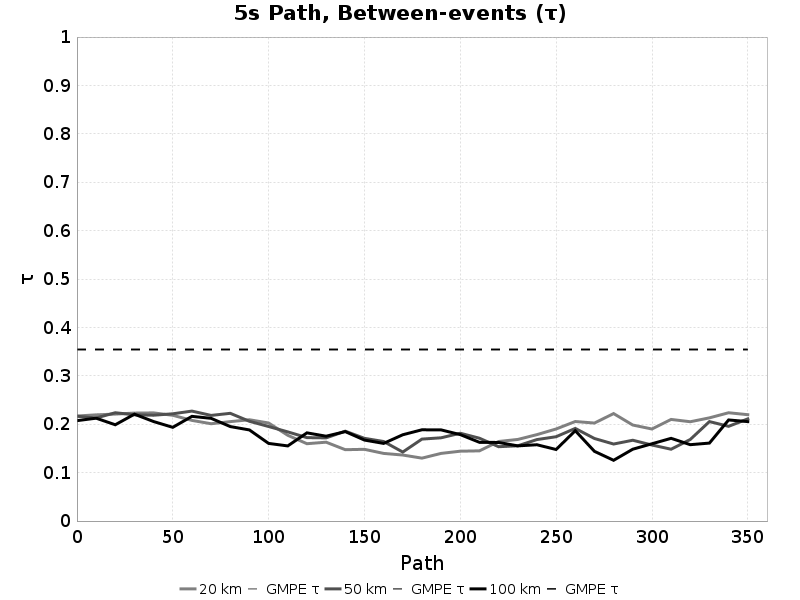 5s Path, Between-events (τ)
1
0.9
0.8
0.7
0.6
τ
0.5
0.4
0.3
0.2
0.1
0
0 50 100 150 200 250 300 350
Path
20 km GMPE τ 50 km GMPE τ 100 km GMPE τ